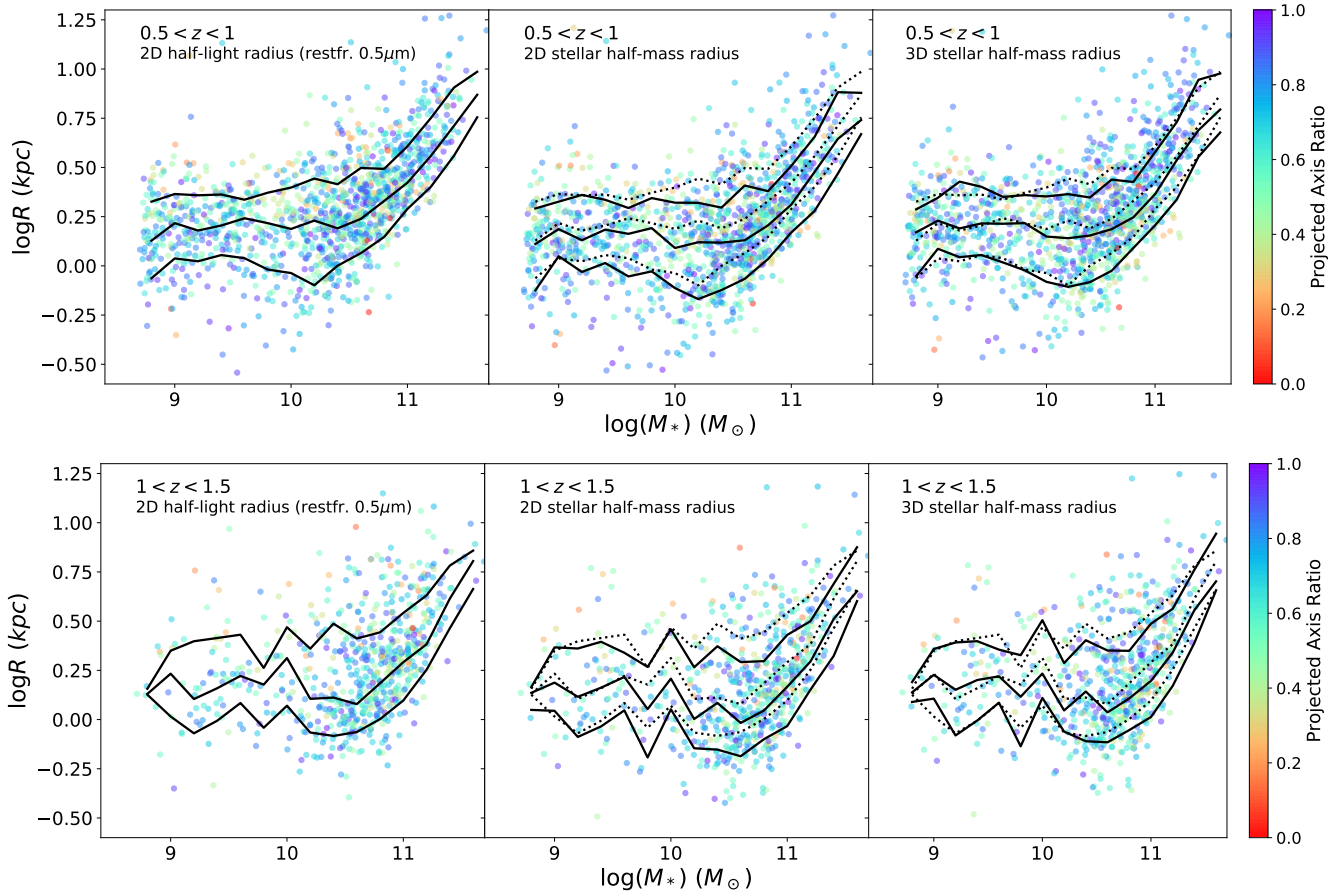 0.5 < z < 1
2D half-light radius (restfr. 0.5μm)
0.5 < z < 1
2D stellar half-mass radius
0.5 < z < 1
3D stellar half-mass radius
1.25
1.00
0.75
0.50
0.25
0.00
−0.25
−0.50
logR (kpc)
9 10 11
9 10 11
9 10 11
log(M*) (M⊙)
1.0
0.8
0.6
0.4
0.2
0.0
Projected Axis Ratio
1 < z < 1.5
2D half-light radius (restfr. 0.5μm)
1 < z < 1.5
2D stellar half-mass radius
1 < z < 1.5
3D stellar half-mass radius
1.25
1.00
0.75
0.50
0.25
0.00
−0.25
−0.50
logR (kpc)
9 10 11
9 10 11
9 10 11
log(M*) (M⊙)
1.0
0.8
0.6
0.4
0.2
0.0
Projected Axis Ratio